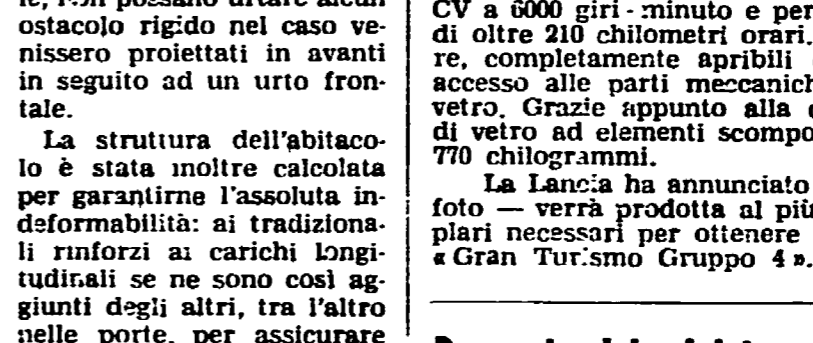 le, non possano urtare alcun
ostacolo rigido nel caso ve-
nissero proiettati in avanti
in seguito ad un urto fron-
tale.
La struttura dell'abitaco-
lo è stata inoltre calcolata
per garantirne l'assoluta in-
deformabilità: ai tradiziona-
li rinforzi ai carichi longi-
tudinali se ne sono così ag-
giunti degli altri, tra l'altro
nelle porte, per assicurare
CV a 6000 giri-minuto e per
di oltre 210 chilometri orari.
re, completamente apribili
accesso alle parti meccanich
vetro. Grazie appunto alla
di vetro ad elementi scompo
770 chilogrammi.
La Lancia ha annunciato
foto — verrà prodotta al più
plari necessari per ottenere
« Gran Turismo Gruppo 4 ».